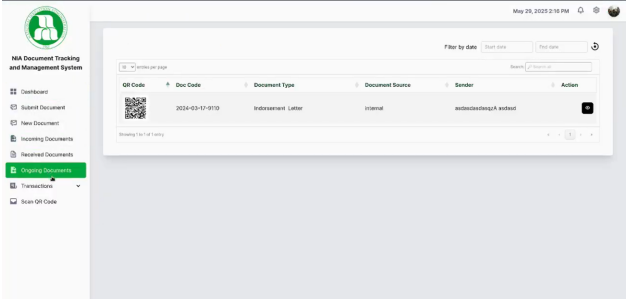 May 29, 2025 2:16 PM
NIA Document Tracking
and Management System
Dashboard
Submit Document
New Document
Incoming Documents
Received Documents
Ongoing Documents
Transactions
Scan QR Code
Filter by date Start date End date
10 entries per page Search:
QR Code Doc Code Document Type Document Source Sender Action
2024-03-17-0110 Indorsement Letter internal asdasdasdasqzA asdasd
Showing 1 to 1 of 1 entry « ‹ 1 › »